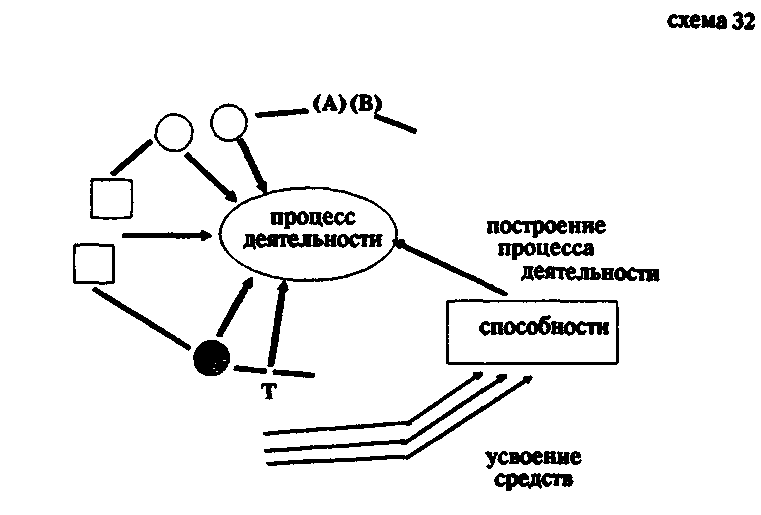 схема 32
(А) (В)
процесс
деятельности
построение
процесса
деятельности
способности
Т
усвоение
средств